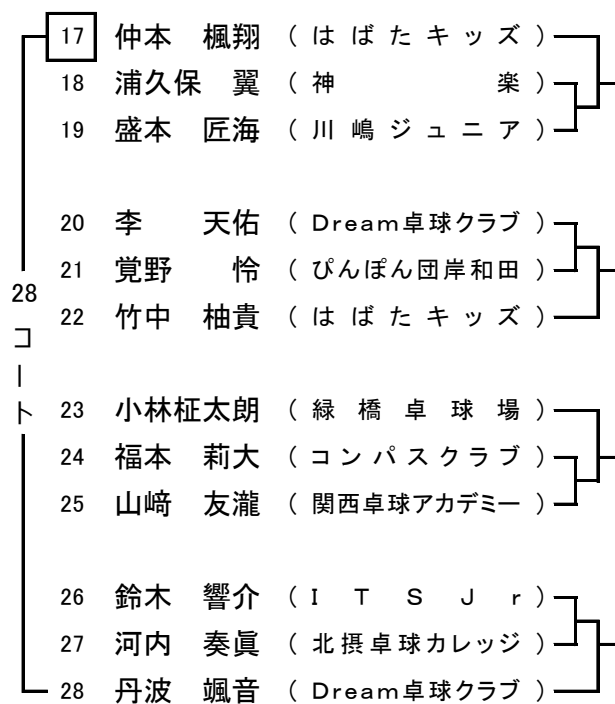 17 仲本 楓翔 (はばたキッズ)
18 浦久保 翼 (神楽)
19 盛本 匠海 (川嶋ジュニア)
20 李 天佑 (Dream卓球クラブ)
21 覚野 怜 (ぴんぽん団岸和田)
22 竹中 柚貴 (はばたキッズ)
28コート
23 小林柾太朗 (緑橋卓球場)
24 福本 莉大 (コンパスクラブ)
25 山﨑 友瀧 (関西卓球アカデミー)
26 鈴木 響介 (ITSJr)
27 河内 奏眞 (北摂卓球カレッジ)
28 丹波 颯音 (Dream卓球クラブ)